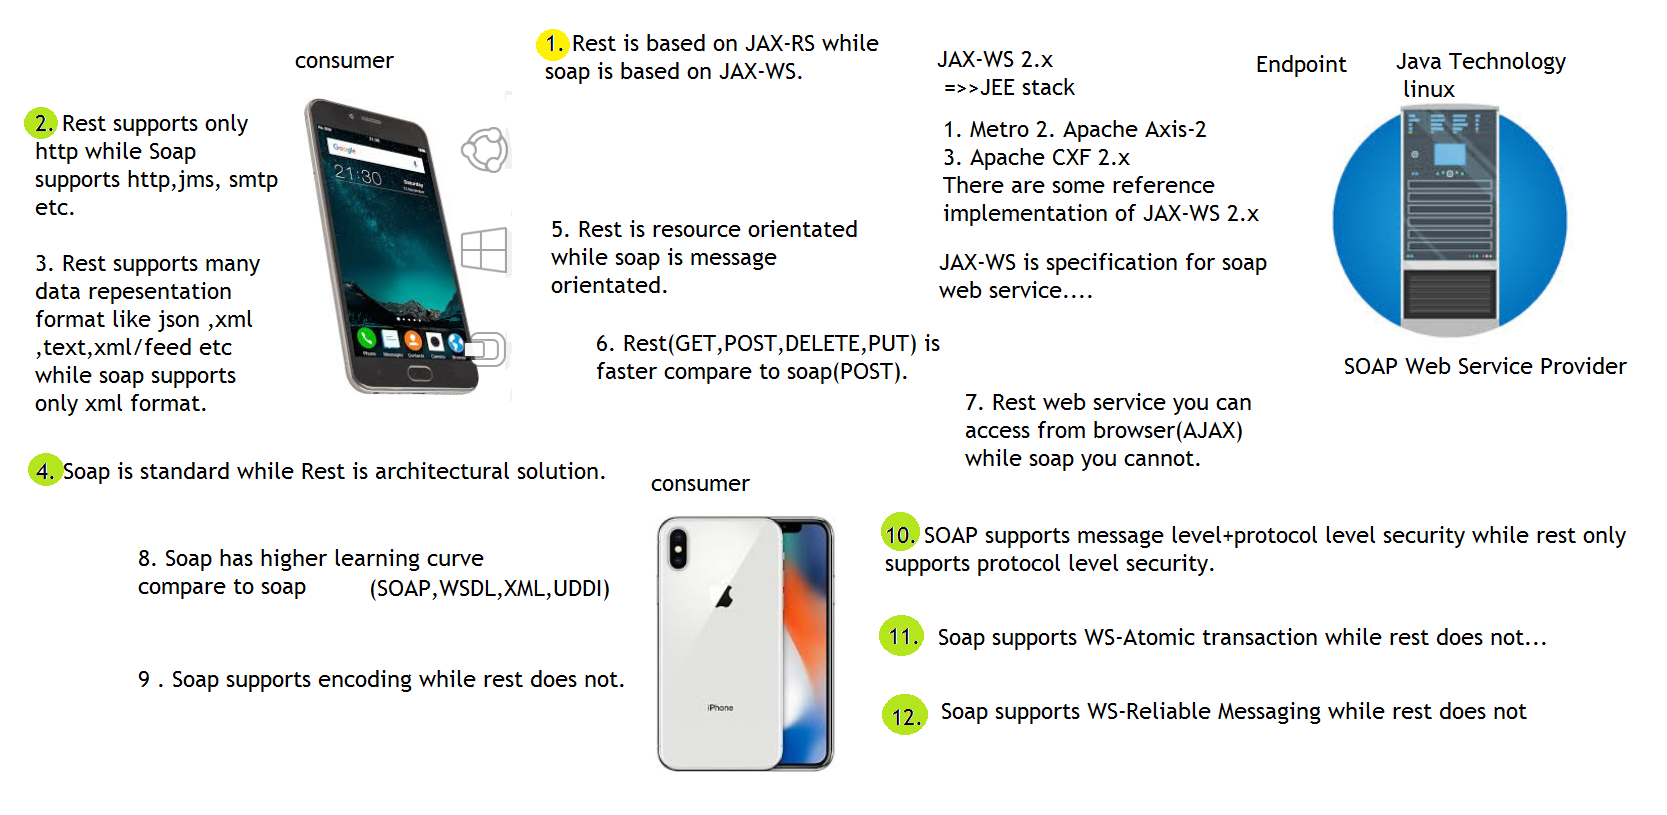 consumer
1. Rest is based on JAX-RS while
soap is based on JAX-WS.
JAX-WS 2.x
=>>JEE stack
Endpoint
Java Technology
linux
2. Rest supports only
http while Soap
supports http,jms, smtp
etc.
Google
21:30
Saturday
1. Metro 2. Apache Axis-2
3. Apache CXF 2.x
There are some reference
implementation of JAX-WS 2.x
3. Rest supports many
data repesentation
format like json ,xml
,text,xml/feed etc
while soap supports
only xml format.
5. Rest is resource orientated
while soap is message
orientated.
JAX-WS is specification for soap
web service....
6. Rest(GET,POST,DELETE,PUT) is
faster compare to soap(POST).
Phone Messages Contacts Camera
SOAP Web Service Provider
7. Rest web service you can
access from browser(AJAX)
while soap you cannot.
4. Soap is standard while Rest is architectural solution.
consumer
8. Soap has higher learning curve
compare to soap (SOAP,WSDL,XML,UDDI)
9 . Soap supports encoding while rest does not.
iPhone
10. SOAP supports message level+protocol level security while rest only
supports protocol level security.
11. Soap supports WS-Atomic transaction while rest does not...
12. Soap supports WS-Reliable Messaging while rest does not